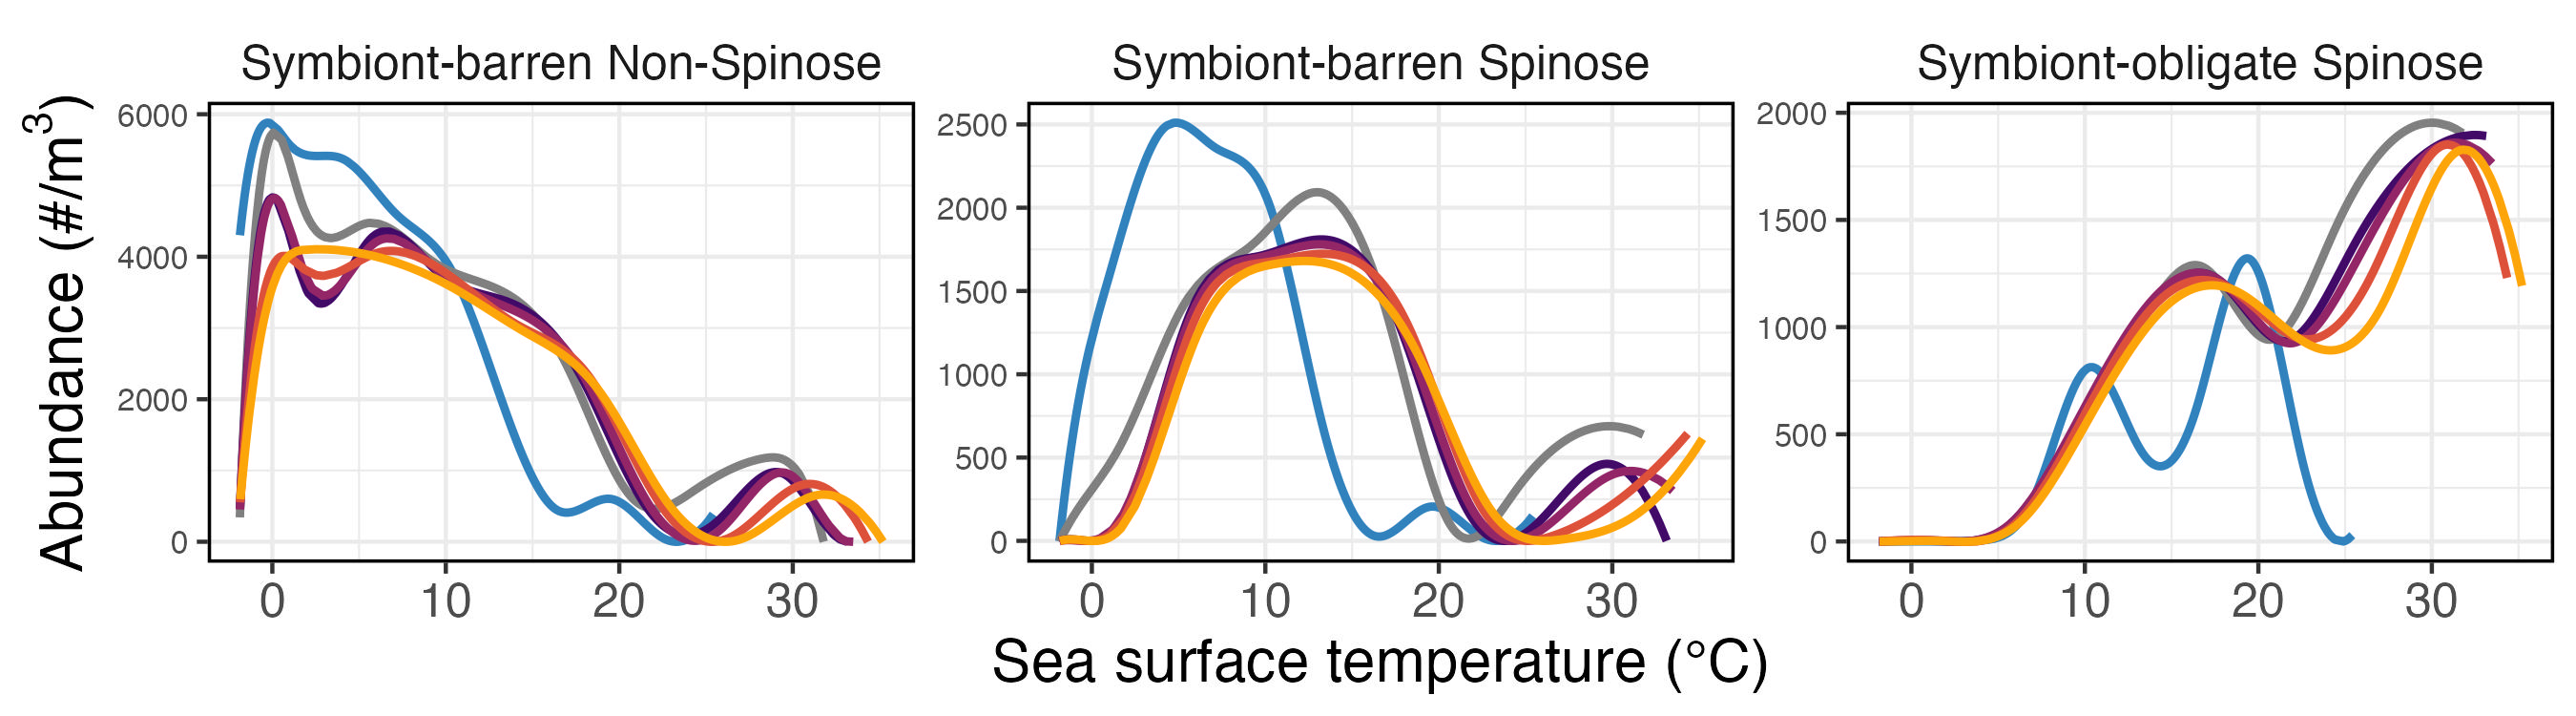 Symbiont-barren Non-Spinose
Symbiont-barren Spinose
Symbiont-obligate Spinose
Abundance (#/m³)
6000
4000
2000
0
0 10 20 30
2500
2000
1500
1000
500
0
0 10 20 30
2000
1500
1000
500
0
0 10 20 30
Sea surface temperature (°C)